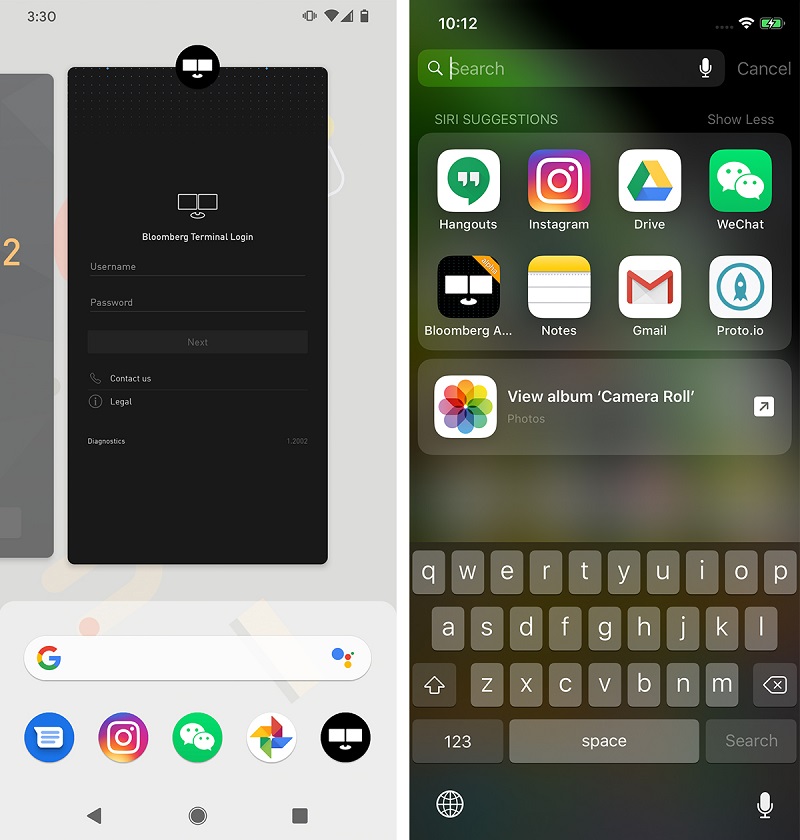 3:30
2
Bloomberg Terminal Login
Username
Password
Next
Contact us
Legal
Diagnostics 1.2002
10:12
Search Cancel
SIRI SUGGESTIONS Show Less
Hangouts Instagram Drive WeChat
alpha
Bloomberg A... Notes Gmail Proto.io
View album ‘Camera Roll’
Photos
q w e r t y u i o p
a s d f g h j k l
z x c v b n m
123 space Search